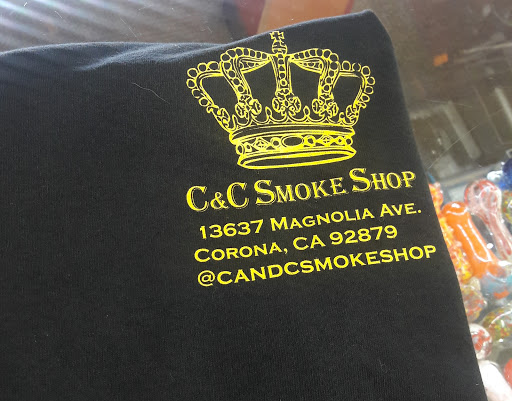 C&C Smoke Shop
13637 Magnolia Ave.
Corona, CA 92879
@candcsmokeshop